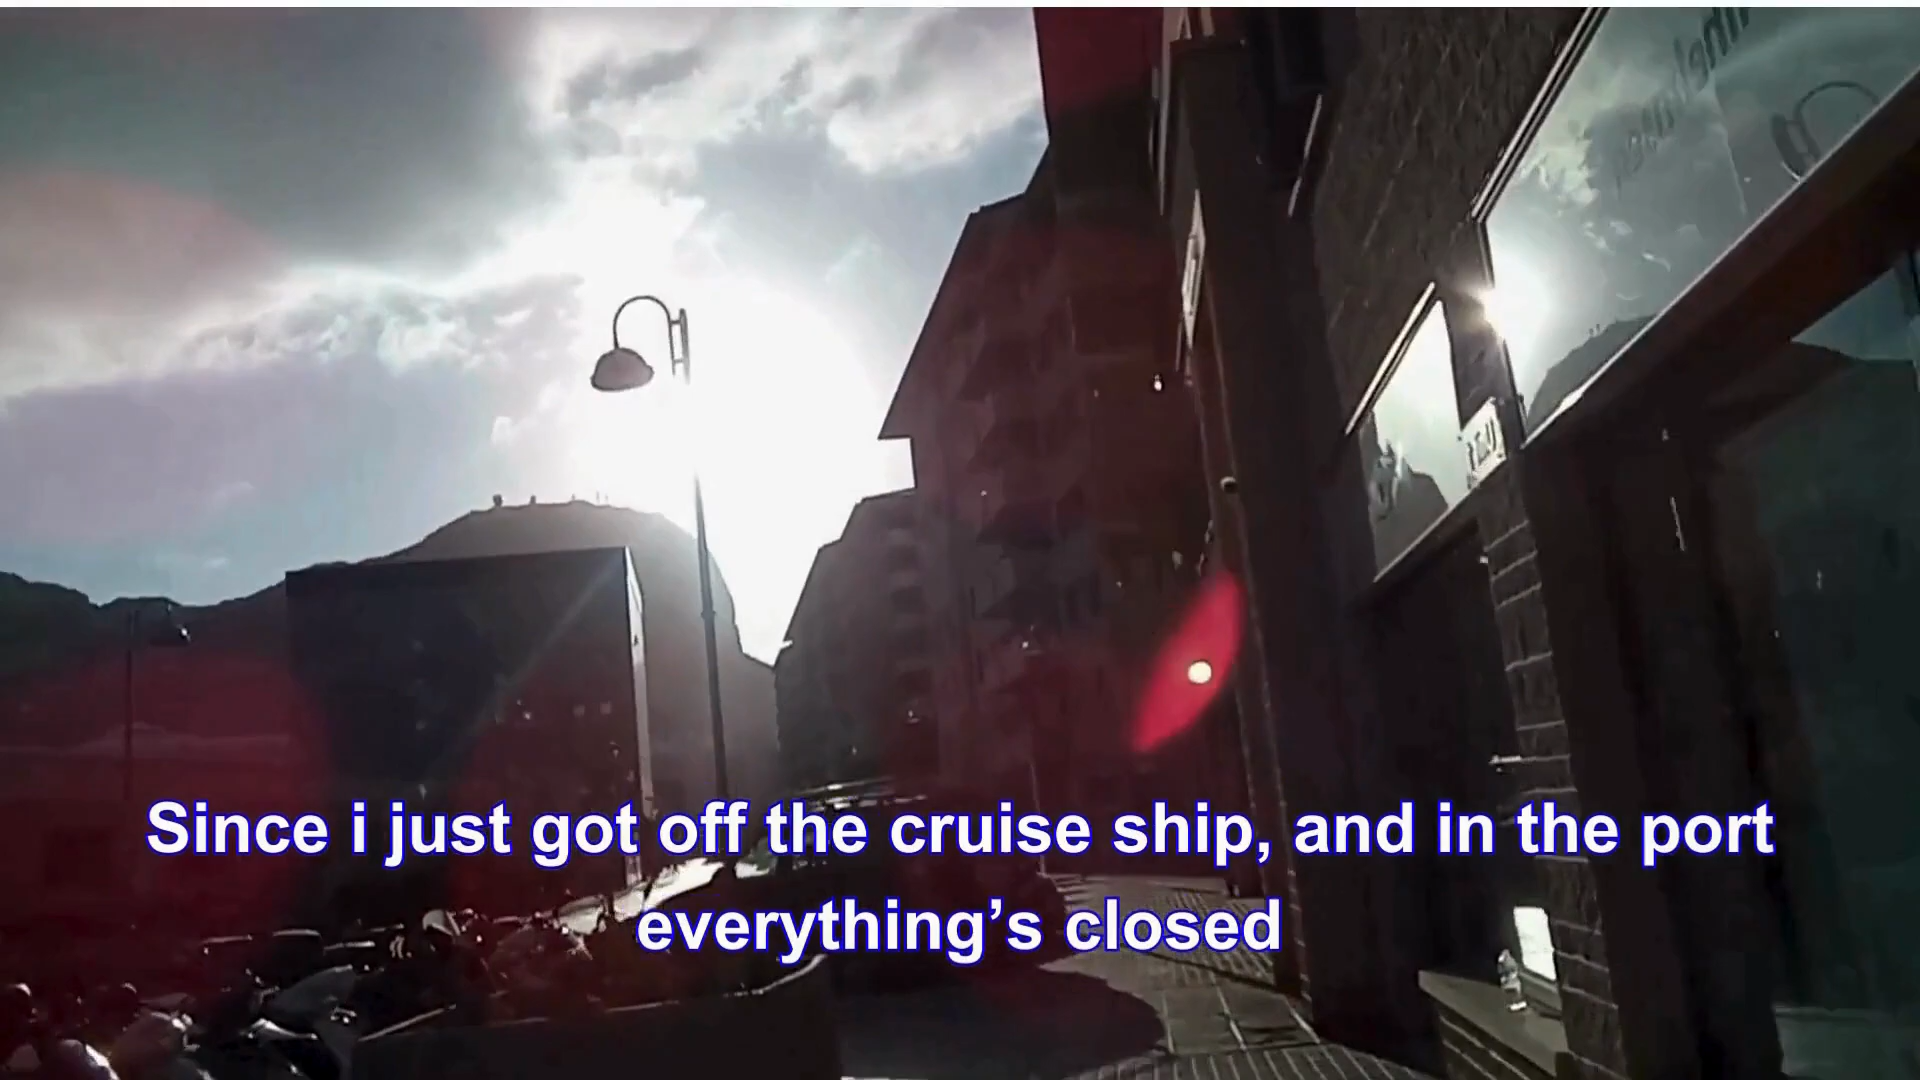 Since i just got off the cruise ship, and in the port
everything’s closed